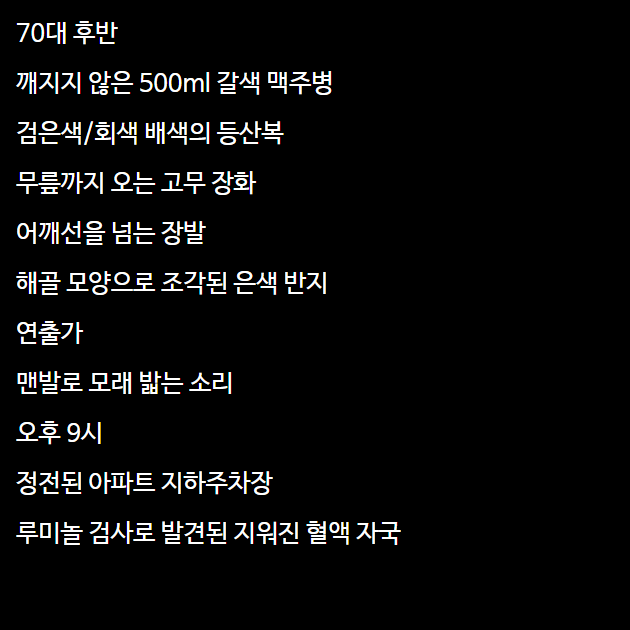 70대 후반
깨지지 않은 500ml 갈색 맥주병
검은색/회색 배색의 등산복
무릎까지 오는 고무 장화
어깨선을 넘는 장발
해골 모양으로 조각된 은색 반지
연출가
맨발로 모래 밟는 소리
오후 9시
정전된 아파트 지하주차장
루미놀 검사로 발견된 지워진 혈액 자국